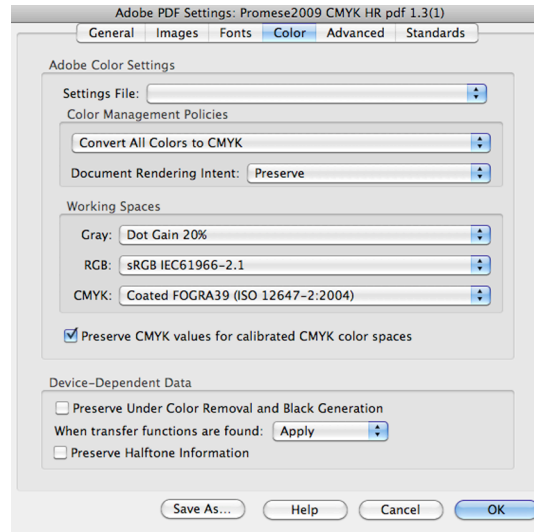 Adobe PDF Settings: Promese2009 CMYK HR pdf 1.3(1)
General Images Fonts Color Advanced Standards
Adobe Color Settings
Settings File:
Color Management Policies
Convert All Colors to CMYK
Document Rendering Intent: Preserve
Working Spaces
Gray: Dot Gain 20%
RGB: sRGB IEC61966-2.1
CMYK: Coated FOGRA39 (ISO 12647-2:2004)
Preserve CMYK values for calibrated CMYK color spaces
Device-Dependent Data
Preserve Under Color Removal and Black Generation
When transfer functions are found: Apply
Preserve Halftone Information
Save As... Help Cancel OK